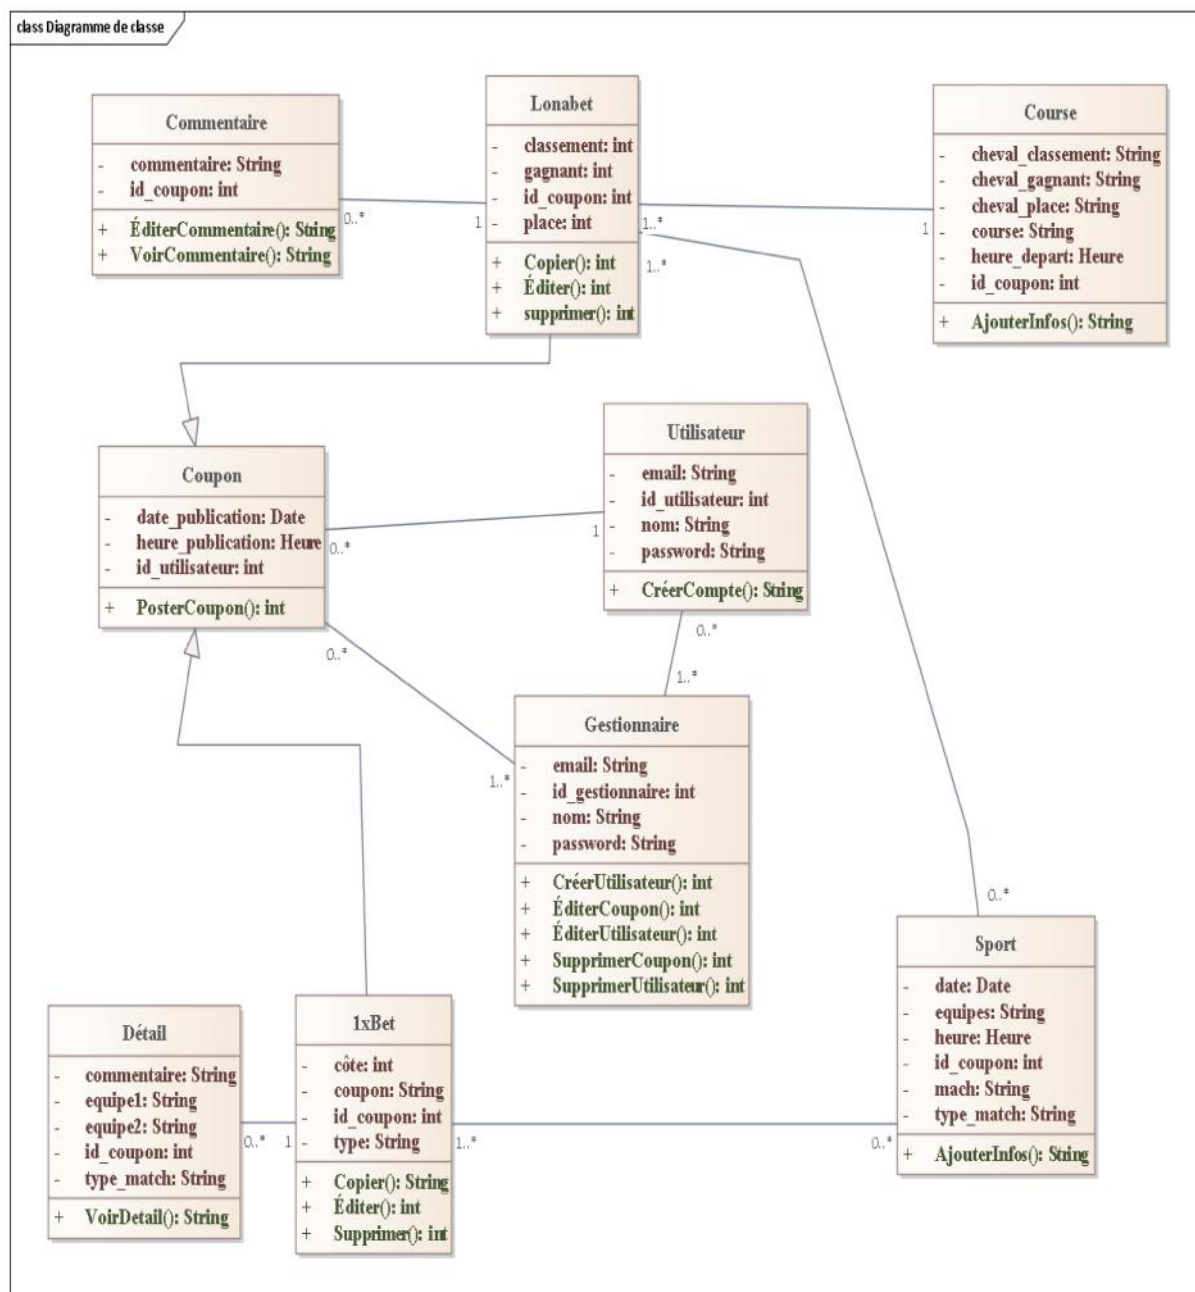 class Diagramme de classe
Commentaire
- commentaire: String
- id_coupon: int
+ ÉditerCommentaire(): String
+ VoirCommentaire(): String
0..*
1
Lonabet
- classement: int
- gagnant: int
- id_coupon: int
- place: int
+ Copier(): int
+ Éditer(): int
+ supprimer(): int
1..*
1
1..*
Course
- cheval_classement: String
- cheval_gagnant: String
- cheval_place: String
- course: String
- heure_depart: Heure
- id_coupon: int
+ AjouterInfos(): String
Coupon
- date_publication: Date
- heure_publication: Heure
- id_utilisateur: int
+ PosterCoupon(): int
0..*
1
0..*
Utilisateur
- email: String
- id_utilisateur: int
- nom: String
- password: String
+ CréerCompte(): String
0..*
1..*
1..*
Gestionnaire
- email: String
- id_gestionnaire: int
- nom: String
- password: String
+ CréerUtilisateur(): int
+ ÉditerCoupon(): int
+ ÉditerUtilisateur(): int
+ SupprimerCoupon(): int
+ SupprimerUtilisateur(): int
0..*
Sport
- date: Date
- equipes: String
- heure: Heure
- id_coupon: int
- mach: String
- type_match: String
+ AjouterInfos(): String
Détail
- commentaire: String
- equipe1: String
- equipe2: String
- id_coupon: int
- type_match: String
+ VoirDetail(): String
0..*
1
1xBet
- côte: int
- coupon: String
- id_coupon: int
- type: String
+ Copier(): String
+ Éditer(): int
+ Supprimer(): int
1..*
0..*